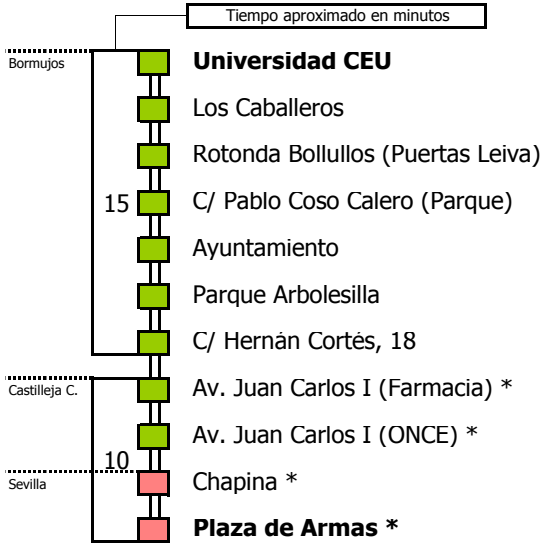 Tiempo aproximado en minutos
Bormujos
Universidad CEU
Los Caballeros
Rotonda Bollullos (Puertas Leiva)
15
C/ Pablo Coso Calero (Parque)
Ayuntamiento
Parque Arbolesilla
C/ Hernán Cortés, 18
Castilleja C.
Av. Juan Carlos I (Farmacia) *
Av. Juan Carlos I (ONCE) *
10
Sevilla
Chapina *
Plaza de Armas *